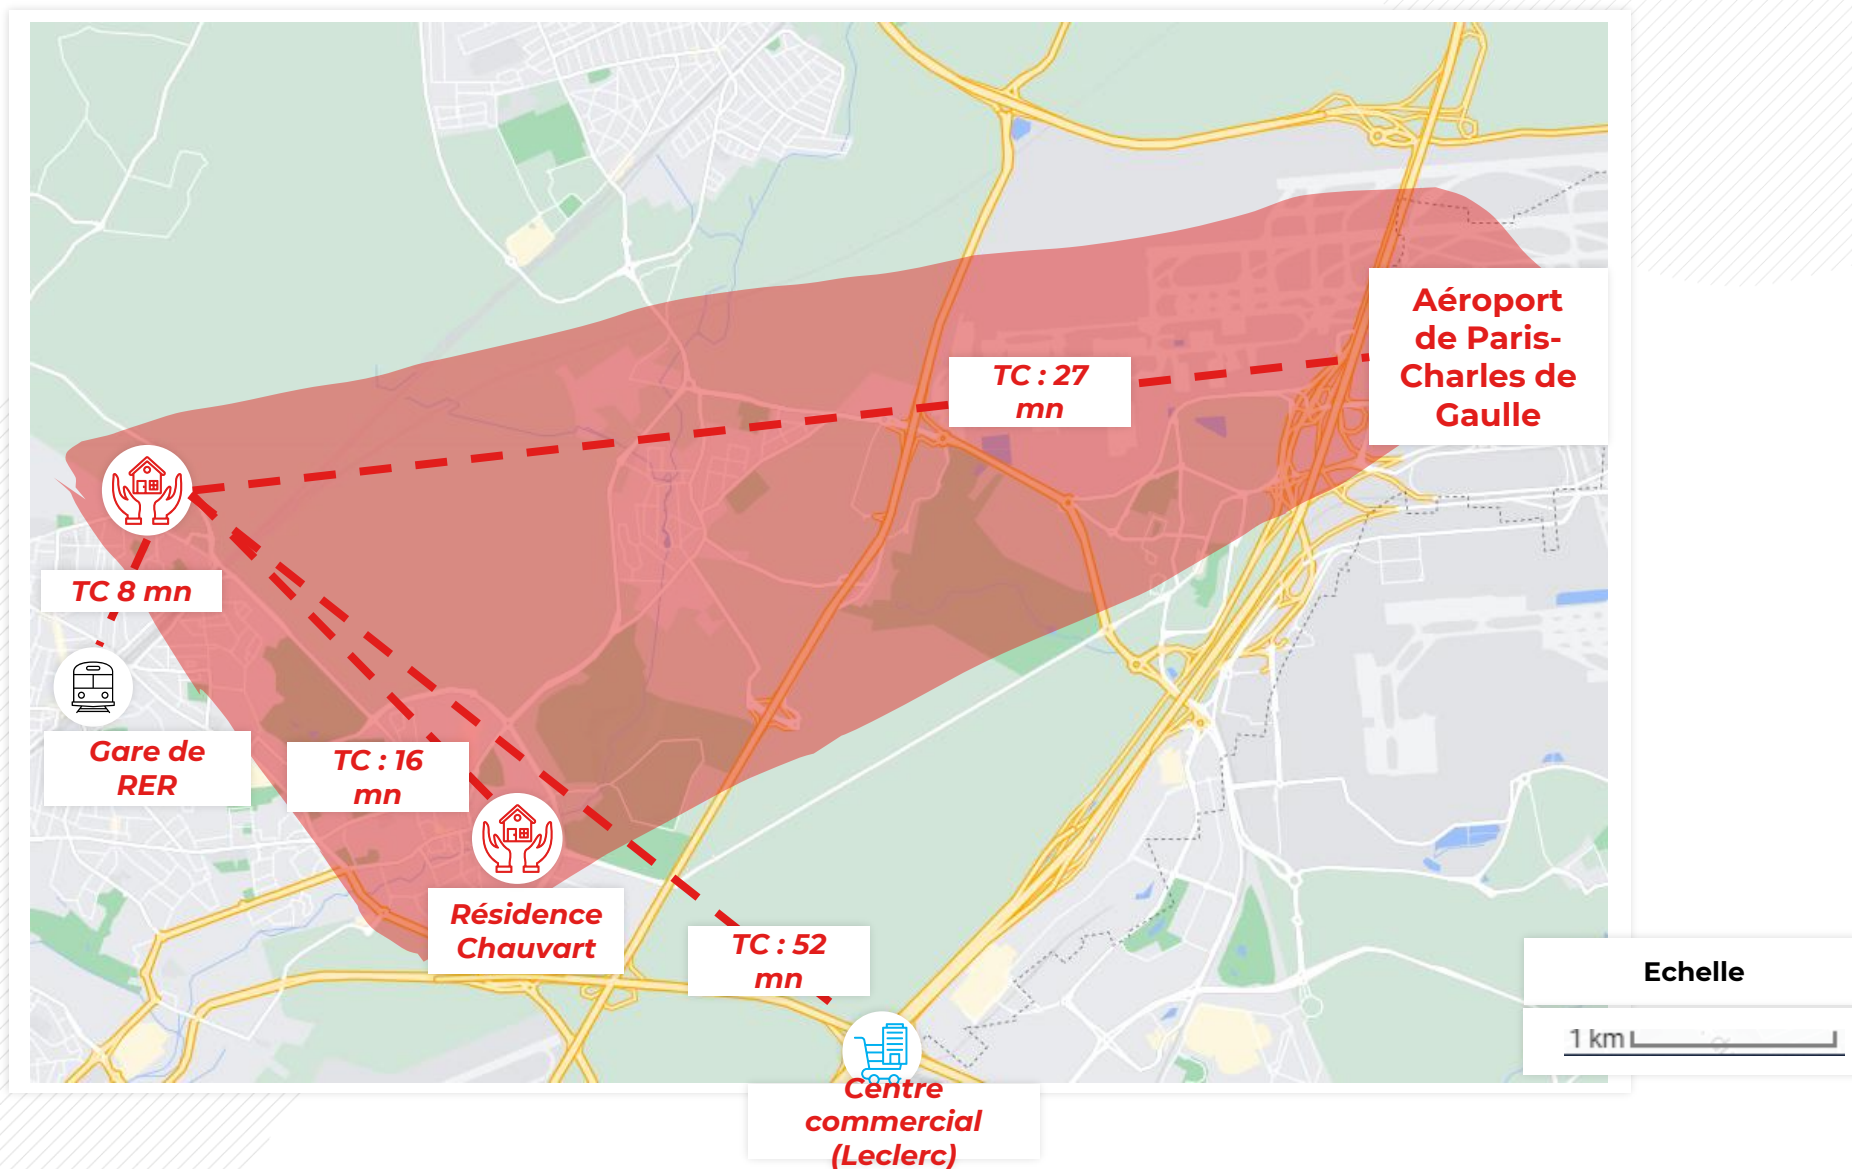 Aéroport
de Paris-
Charles de
Gaulle
TC : 27
mn
TC 8 mn
Gare de
RER
TC : 16
mn
Résidence
Chauvart
TC : 52
mn
Centre
commercial
(Leclerc)
Echelle
1 km